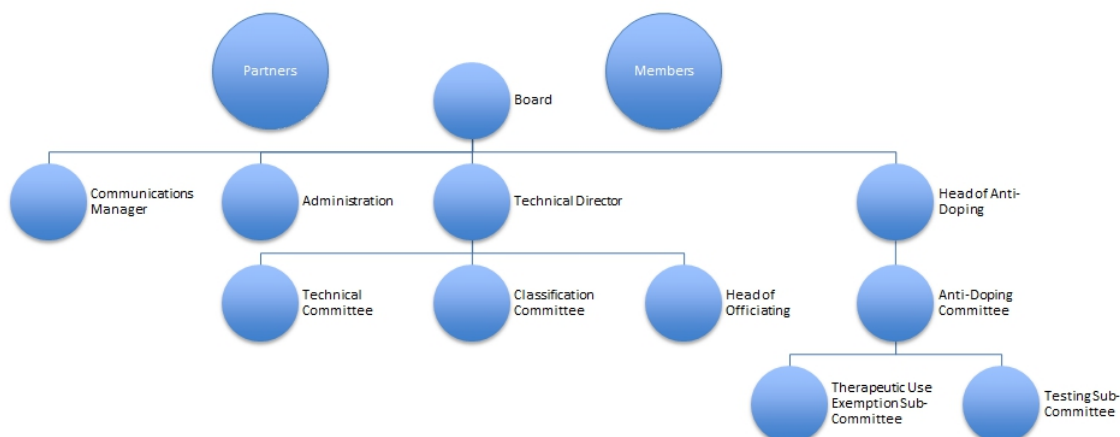 Partners
Members
Board
Communications
Manager
Administration
Technical Director
Head of Anti-
Doping
Technical
Committee
Classification
Committee
Head of
Officiating
Anti-Doping
Committee
Therapeutic Use
Exemption Sub-
Committee
Testing Sub-
Committee